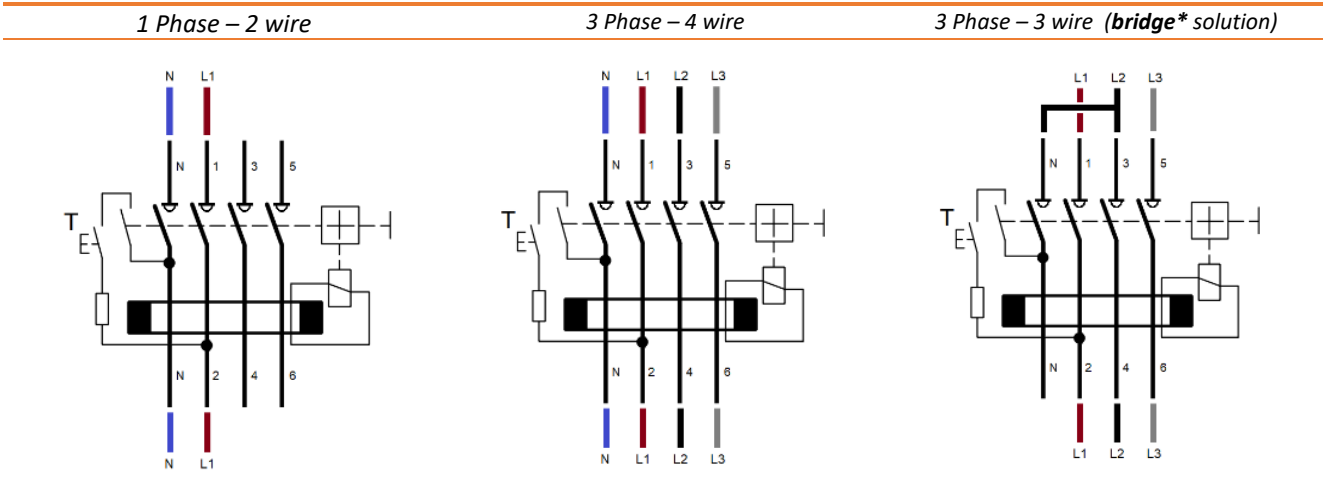 1 Phase – 2 wire
3 Phase – 4 wire
3 Phase – 3 wire (bridge* solution)
N L1
N 1 3 5
T
E
N 2 4 6
N L1
N L1 L2 L3
N 1 3 5
T
E
N 2 4 6
N L1 L2 L3
L1 L2 L3
N 1 3 5
T
E
N 2 4 6
L1 L2 L3